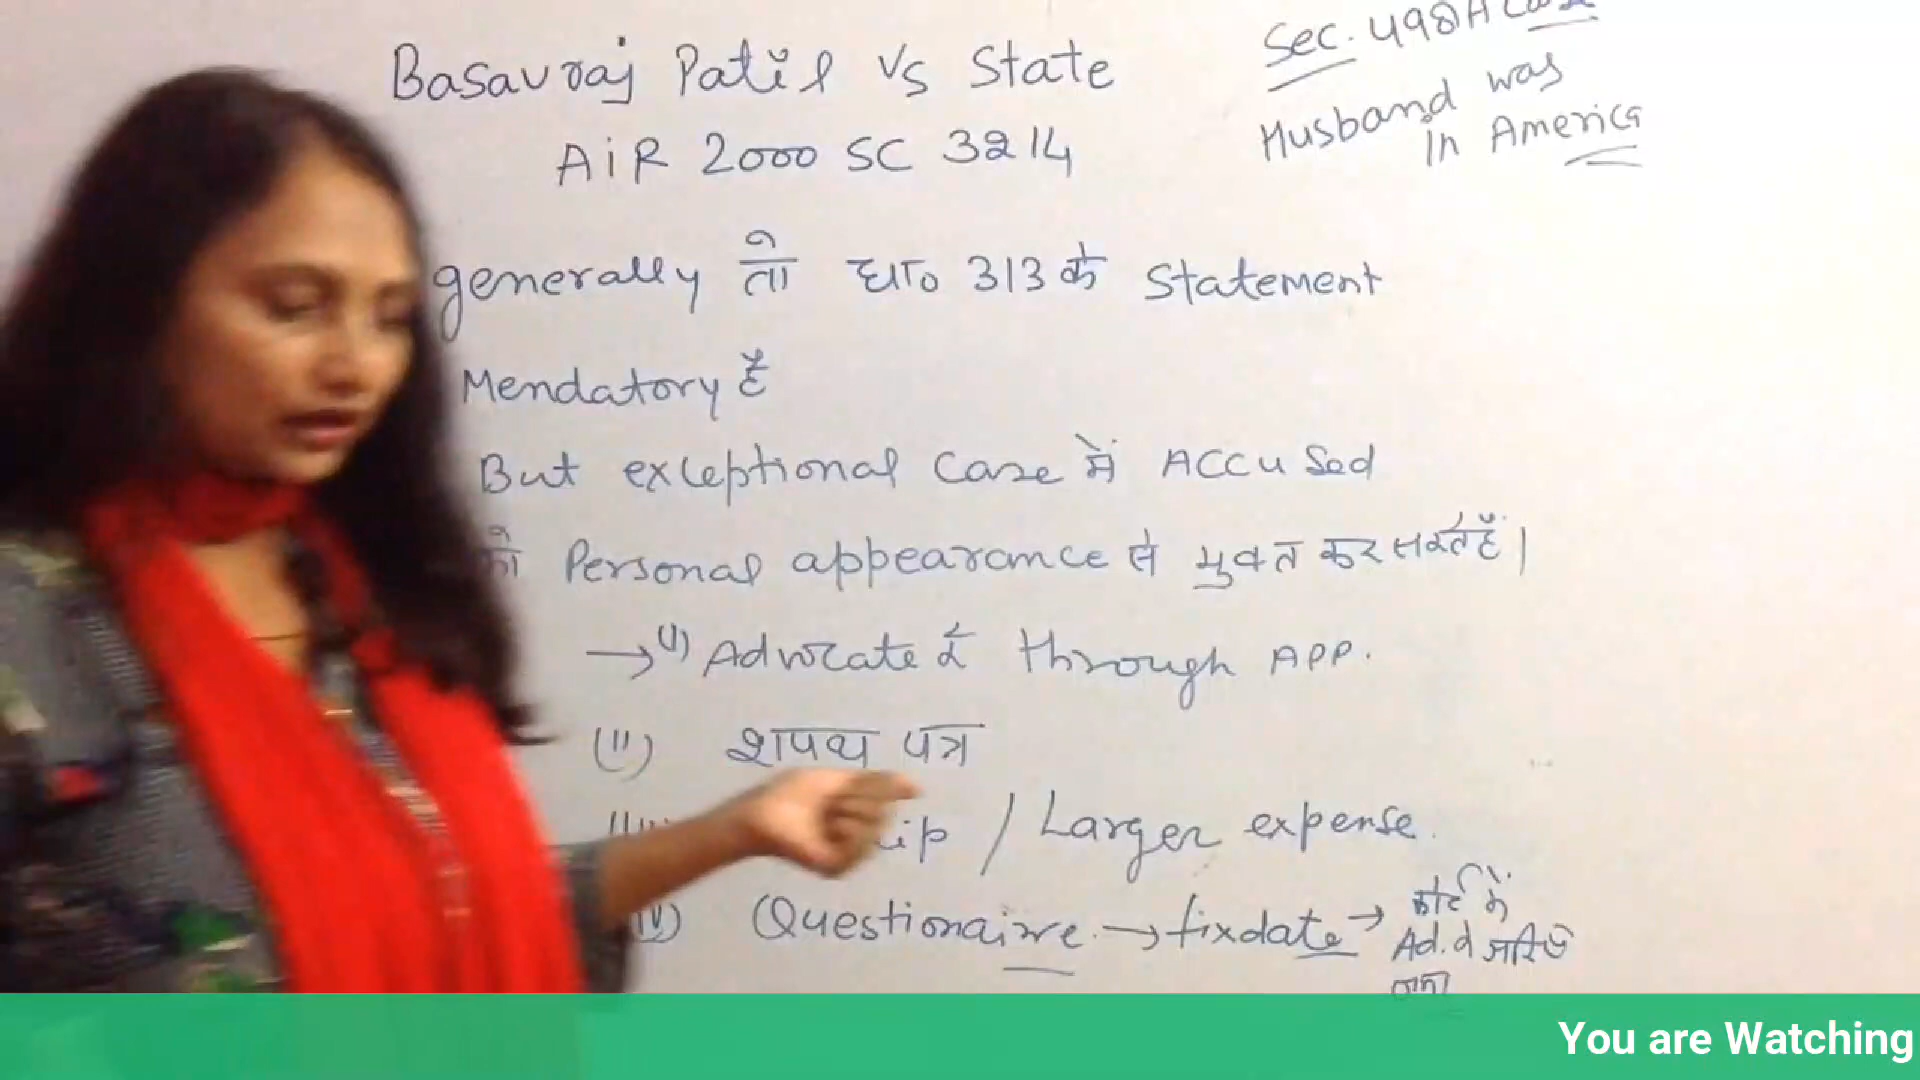 Basavraj Patil Vs State
AiR 2000 SC 3214
Sec. 498A Case
Husband was
in America
generally तो धा० 313 के Statement
Mendatory है
But exceptional Case में ACCUSed
को Personal appearance से मुक्त कर सकते हैं।
→(i) Advocate के through APP.
(ii) शपथ पत्र
/ Larger expense.
(iv) Questionairre. → fixdate → कोर्ट में
Ad. के जरिये
You are Watching